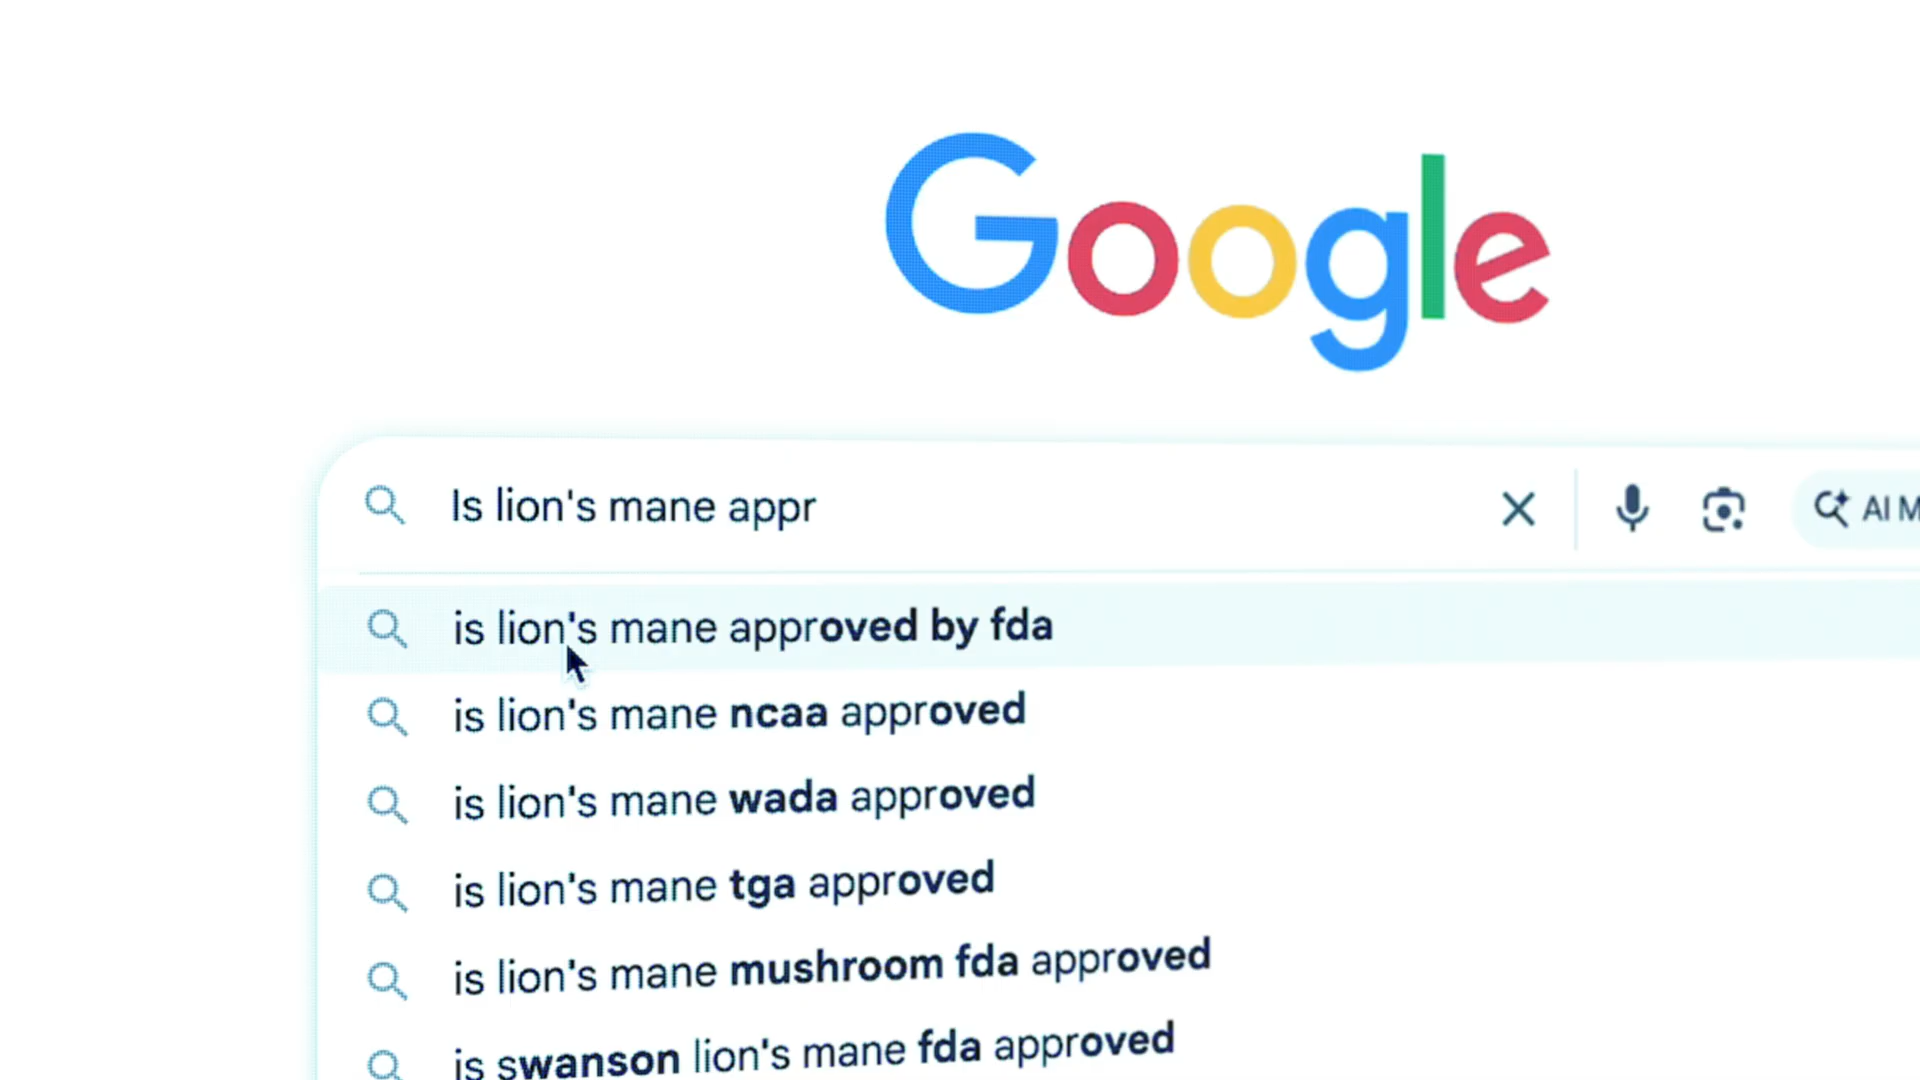 Google
Is lion's mane appr
AI M
is lion's mane approved by fda
is lion's mane ncaa approved
is lion's mane wada approved
is lion's mane tga approved
is lion's mane mushroom fda approved
is swanson lion's mane fda approved